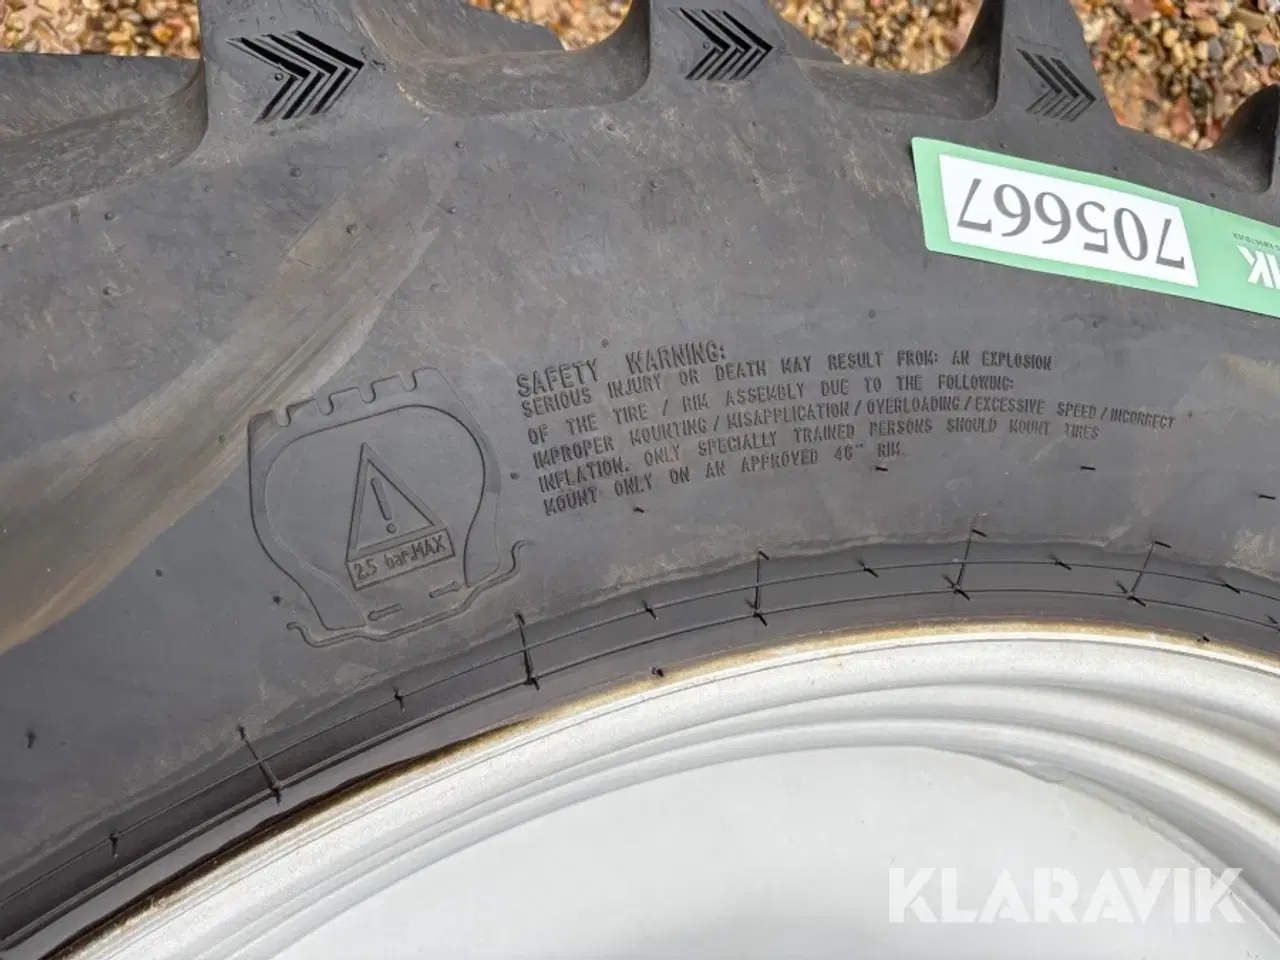 705667
SAFETY WARNING:
SERIOUS INJURY OR DEATH MAY RESULT FROM: AN EXPLOSION
OF THE TIRE / RIM ASSEMBLY DUE TO THE FOLLOWING:
IMPROPER MOUNTING / MISAPPLICATION / OVERLOADING / EXCESSIVE SPEED / INCORRECT
INFLATION. ONLY SPECIALLY TRAINED PERSONS SHOULD MOUNT TIRES
MOUNT ONLY ON AN APPROVED 46" RIM
2.5 bar.MAX
KLARAVIK